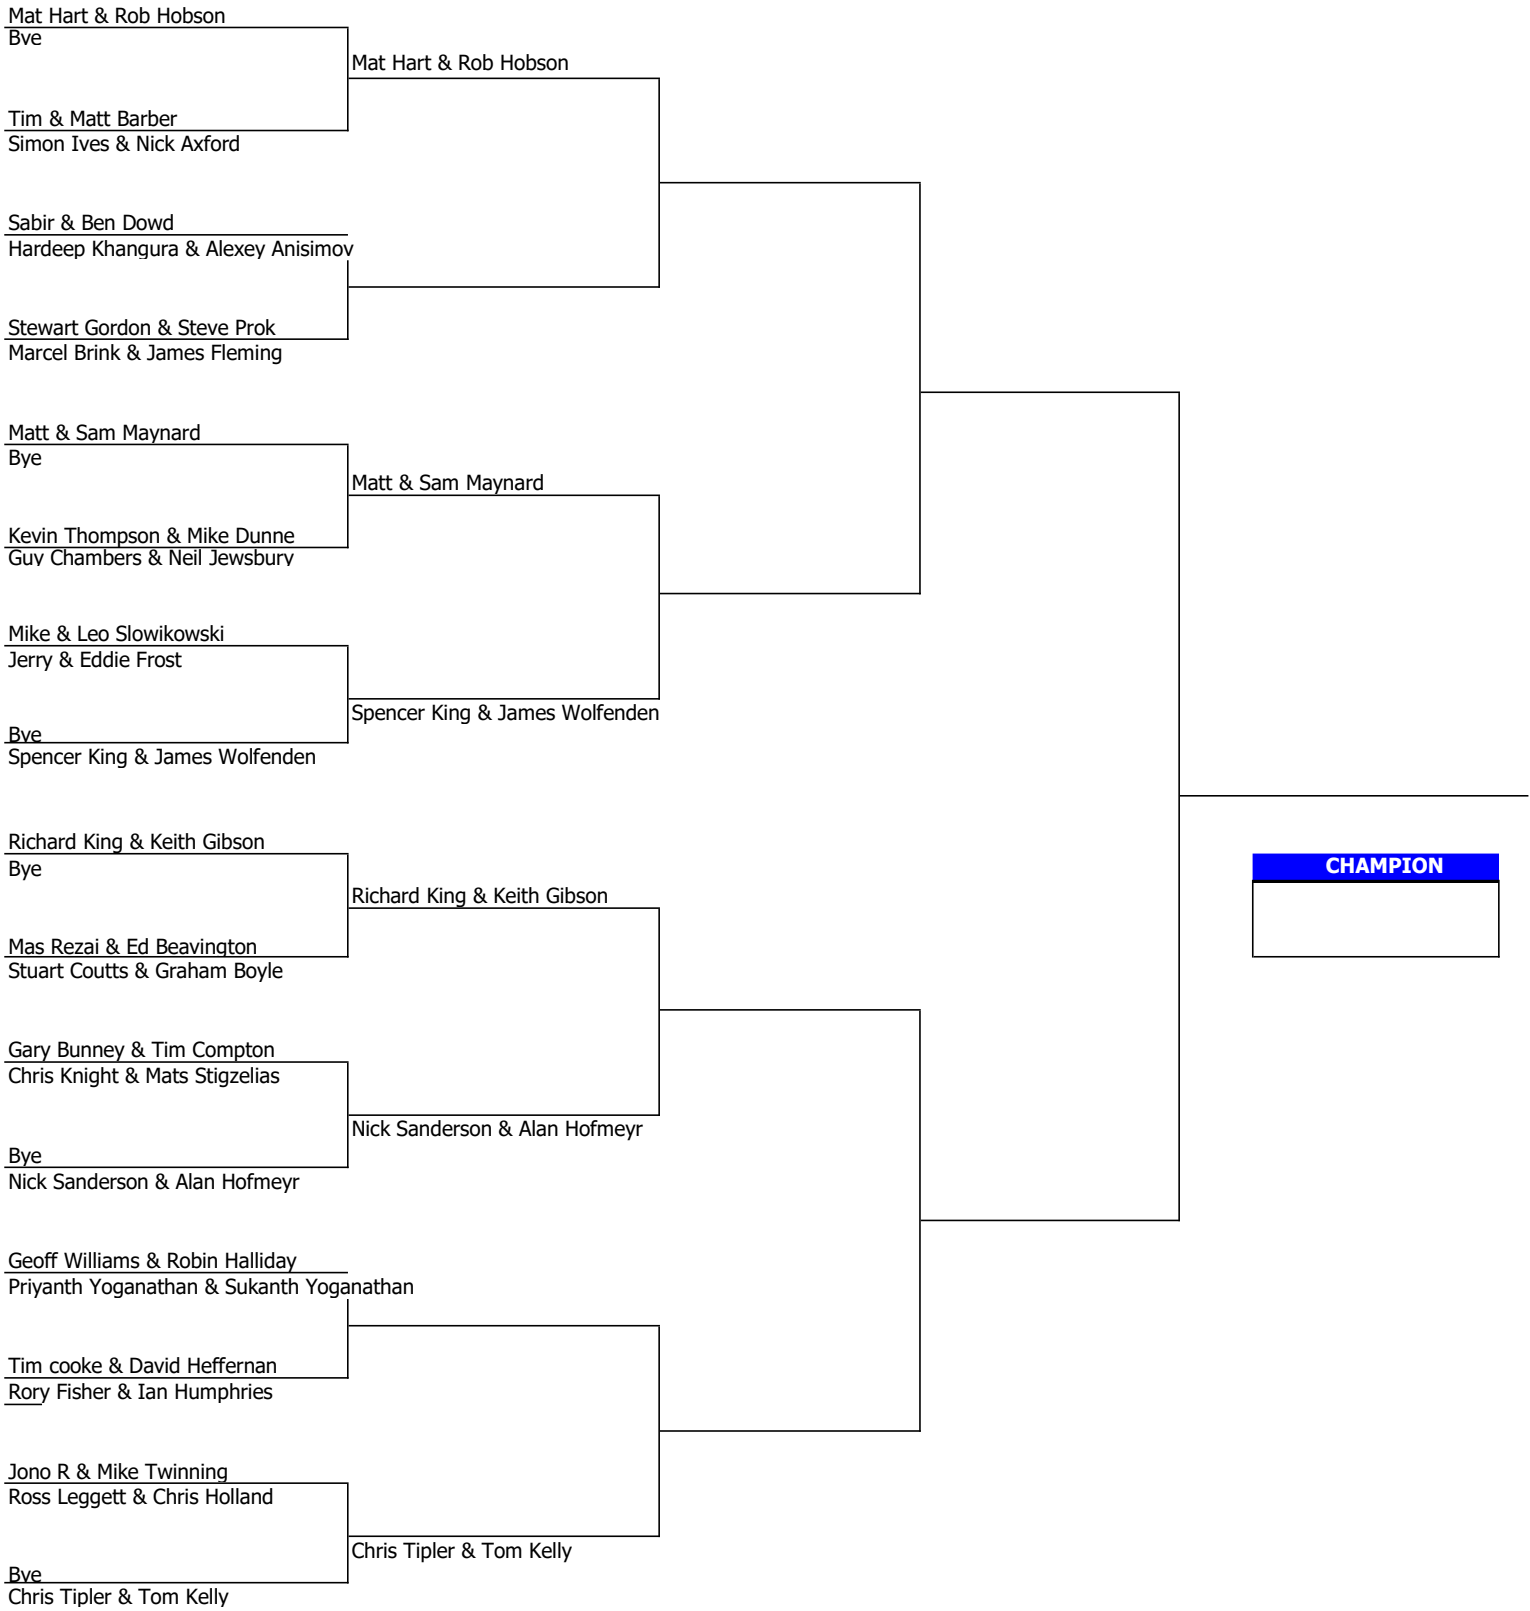 Mat Hart & Rob Hobson
Bye
Mat Hart & Rob Hobson
Tim & Matt Barber
Simon Ives & Nick Axford
Sabir & Ben Dowd
Hardeep Khangura & Alexey Anisimov
Stewart Gordon & Steve Prok
Marcel Brink & James Fleming
Matt & Sam Maynard
Bye
Matt & Sam Maynard
Kevin Thompson & Mike Dunne
Guy Chambers & Neil Jewsbury
Mike & Leo Slowikowski
Jerry & Eddie Frost
Spencer King & James Wolfenden
Bye
Spencer King & James Wolfenden
Richard King & Keith Gibson
Bye
CHAMPION
Richard King & Keith Gibson
Mas Rezai & Ed Beavington
Stuart Coutts & Graham Boyle
Gary Bunney & Tim Compton
Chris Knight & Mats Stigzelias
Nick Sanderson & Alan Hofmeyr
Bye
Nick Sanderson & Alan Hofmeyr
Geoff Williams & Robin Halliday
Priyanth Yoganathan & Sukanth Yoganathan
Tim cooke & David Heffernan
Rory Fisher & Ian Humphries
Jono R & Mike Twinning
Ross Leggett & Chris Holland
Chris Tipler & Tom Kelly
Bye
Chris Tipler & Tom Kelly